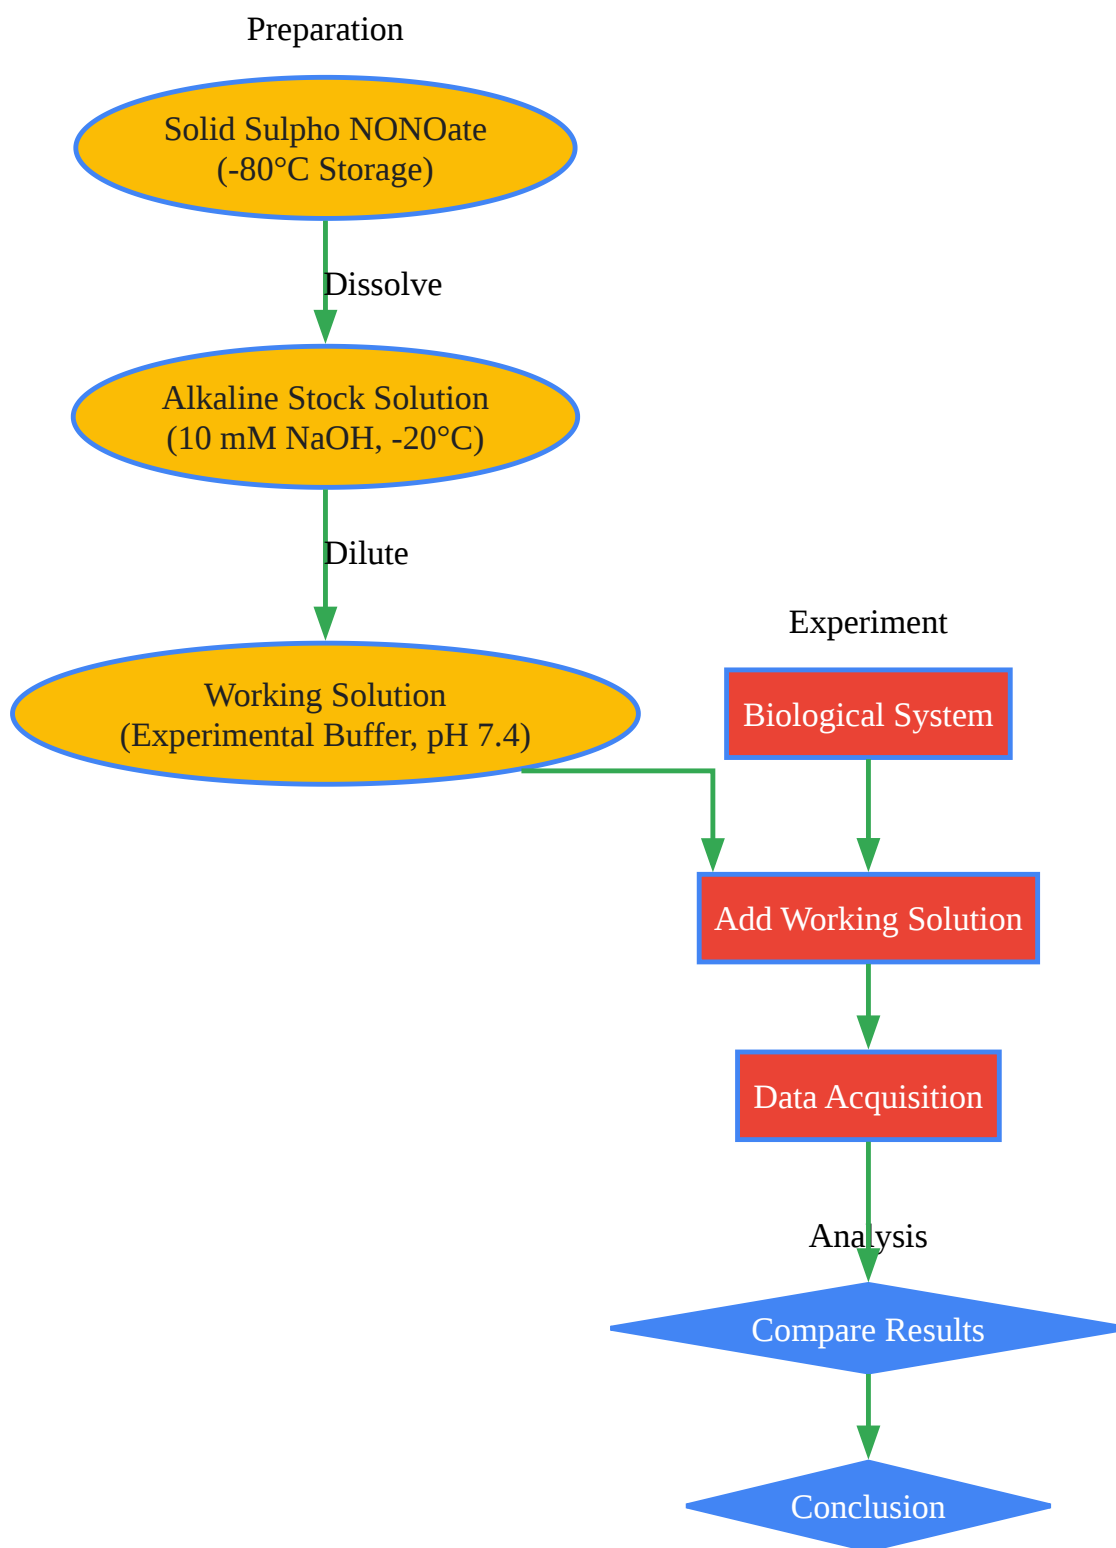 Preparation
Solid Sulpho NONOate
(-80°C Storage)
Dissolve
Alkaline Stock Solution
(10 mM NaOH, -20°C)
Dilute
Working Solution
(Experimental Buffer, pH 7.4)
Experiment
Biological System
Add Working Solution
Data Acquisition
Analysis
Compare Results
Conclusion